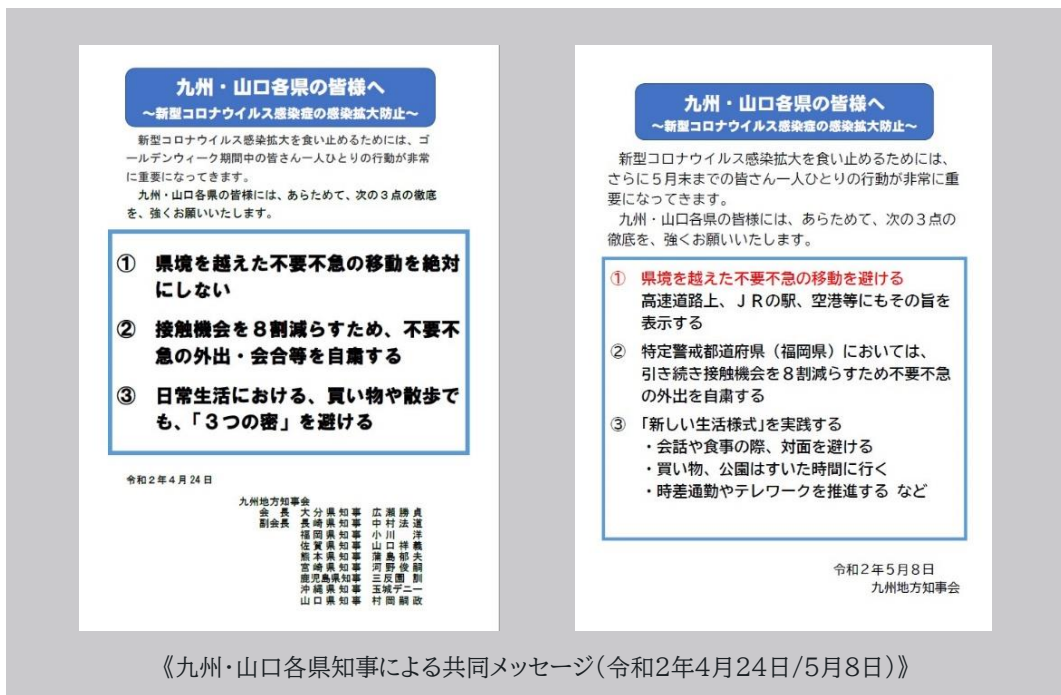 九州・山口各県の皆様へ
~新型コロナウイルス感染症の感染拡大防止~
新型コロナウイルス感染拡大を食い止めるためには、ゴ
ールデンウィーク期間中の皆さん一人ひとりの行動が非常
に重要になってきます。
九州・山口各県の皆様には、あらためて、次の3点の徹底
を、強くお願いいたします。
① 県境を越えた不要不急の移動を絶対
にしない
② 接触機会を8割減らすため、不要不
急の外出・会合等を自粛する
③ 日常生活における、買い物や散歩で
も、「3つの密」を避ける
令和2年4月24日
九州地方知事会
会 長 大分県知事 広瀬勝貞
副会長 長崎県知事 中村法道
福岡県知事 小川 洋
佐賀県知事 山口祥義
熊本県知事 蒲島郁夫
宮崎県知事 河野俊嗣
鹿児島県知事 三反園 訓
沖縄県知事 玉城デニー
山口県知事 村岡嗣政
九州・山口各県の皆様へ
~新型コロナウイルス感染症の感染拡大防止~
新型コロナウイルス感染拡大を食い止めるためには、
さらに5月末までの皆さん一人ひとりの行動が非常に重
要になってきます。
九州・山口各県の皆様には、あらためて、次の3点の
徹底を、強くお願いいたします。
① 県境を越えた不要不急の移動を避ける
高速道路上、JRの駅、空港等にもその旨を
表示する
② 特定警戒都道府県(福岡県)においては、
引き続き接触機会を8割減らすため不要不急
の外出を自粛する
③ 「新しい生活様式」を実践する
・会話や食事の際、対面を避ける
・買い物、公園はすいた時間に行く
・時差通勤やテレワークを推進する など
令和2年5月8日
九州地方知事会
《九州・山口各県知事による共同メッセージ(令和2年4月24日/5月8日)》